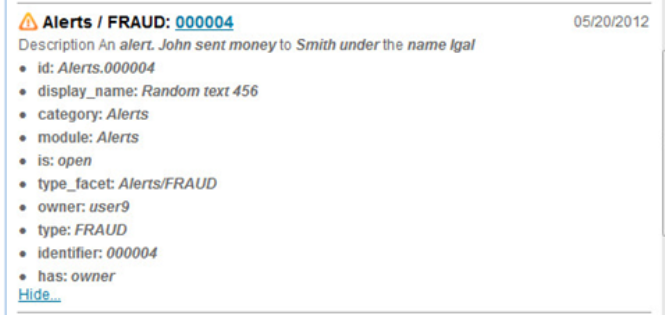 Alerts / FRAUD: 000004 05/20/2012
Description An alert. John sent money to Smith under the name Igal
• id: Alerts.000004
• display_name: Random text 456
• category: Alerts
• module: Alerts
• is: open
• type_facet: Alerts/FRAUD
• owner: user9
• type: FRAUD
• identifier: 000004
• has: owner
Hide...